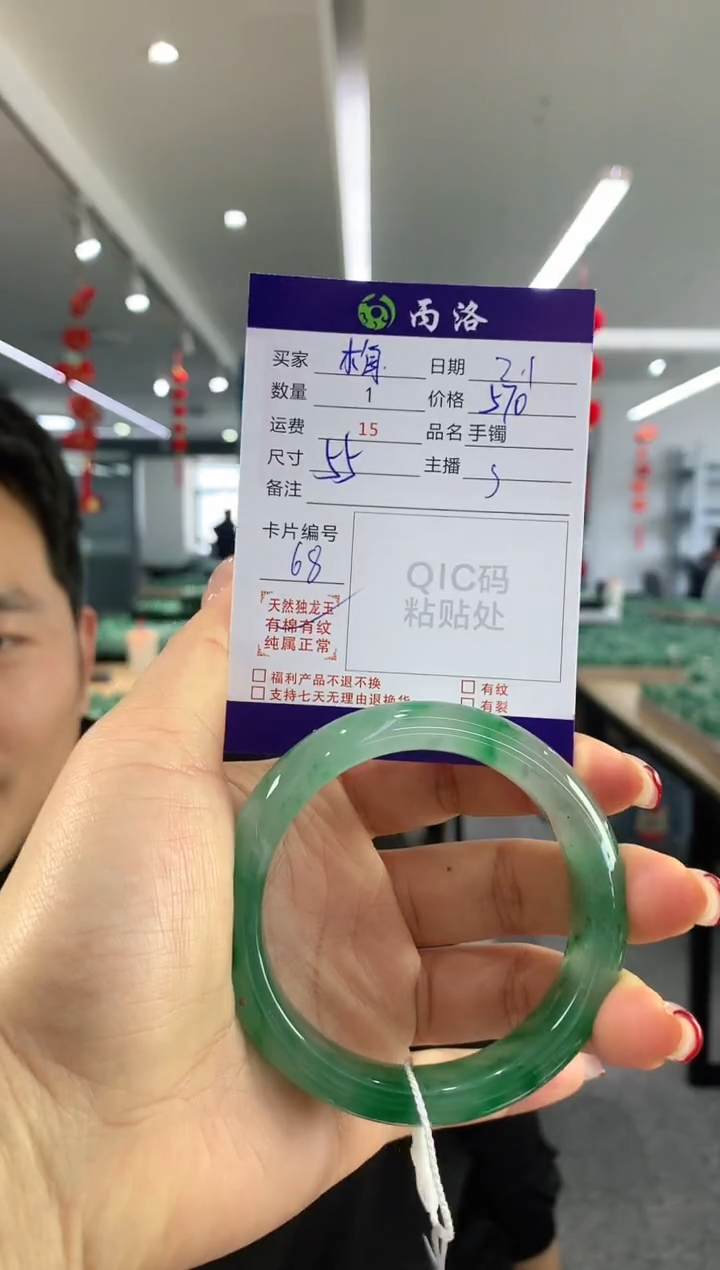 雨洛
买家 日期 2.1
数量 1 价格 570
运费 15 品名 手镯
尺寸 55 主播
备注
卡片编号
68
QIC码
粘贴处
天然独龙玉
有棉有纹
纯属正常
福利产品不退不换 有纹
支持七天无理由退换货 有裂